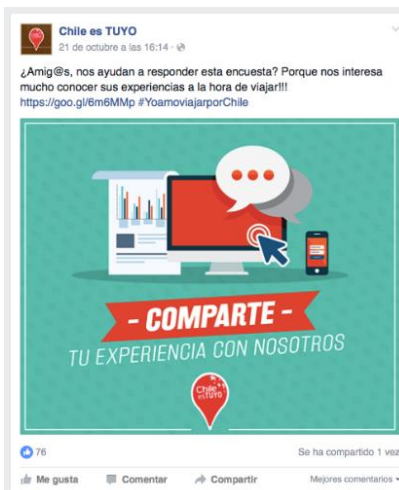 Chile es TUYO
21 de octubre a las 16:14 ·
¿Amig@s, nos ayudan a responder esta encuesta? Porque nos interesa
mucho conocer sus experiencias a la hora de viajar!!!
https://goo.gl/6m6MMp #YoamoviajarporChile
- COMPARTE -
TU EXPERIENCIA CON NOSOTROS
Chile
es TUYO
76
Se ha compartido 1 vez
Me gusta
Comentar
Compartir
Mejores comentarios